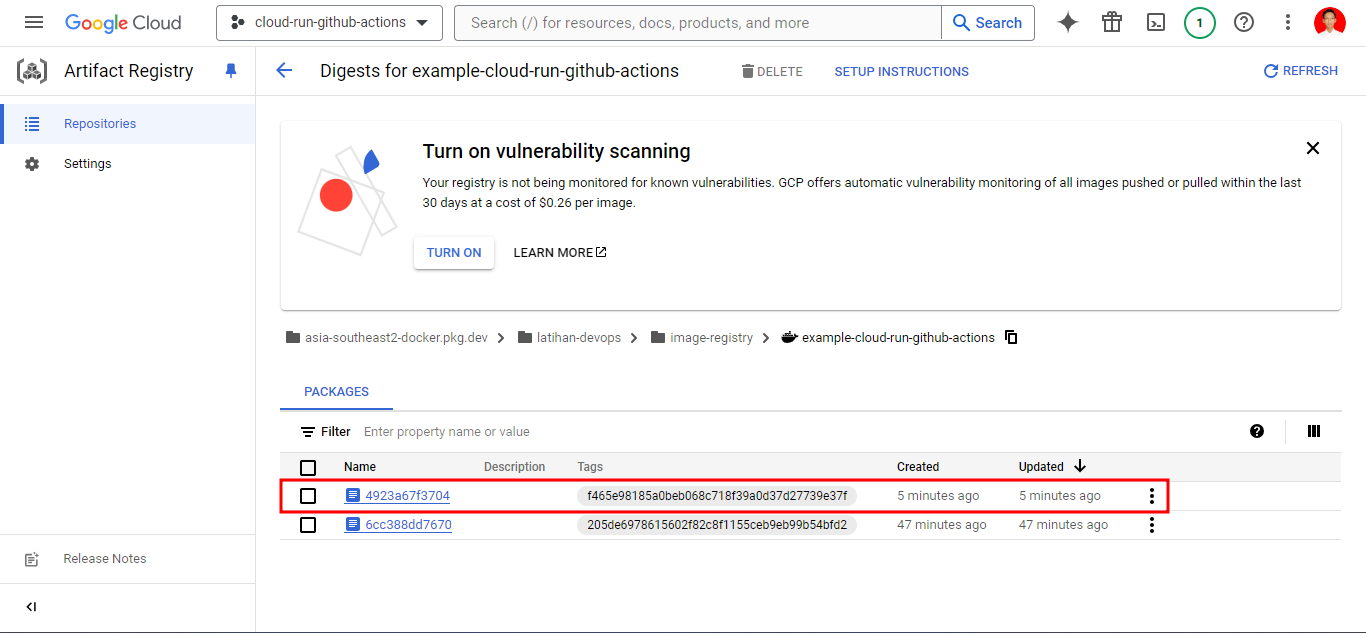 Google Cloud
cloud-run-github-actions
Search (/) for resources, docs, products, and more
Search
1
Artifact Registry
Digests for example-cloud-run-github-actions
DELETE
SETUP INSTRUCTIONS
REFRESH
Repositories
Settings
Turn on vulnerability scanning
Your registry is not being monitored for known vulnerabilities. GCP offers automatic vulnerability monitoring of all images pushed or pulled within the last
30 days at a cost of $0.26 per image.
TURN ON
LEARN MORE
asia-southeast2-docker.pkg.dev
latihan-devops
image-registry
example-cloud-run-github-actions
PACKAGES
Filter Enter property name or value
Name Description Tags Created Updated
4923a67f3704 f465e98185a0beb068c718f39a0d37d27739e37f 5 minutes ago 5 minutes ago
6cc388dd7670 205de6978615602f82c8f1155ceb9eb99b54bfd2 47 minutes ago 47 minutes ago
Release Notes